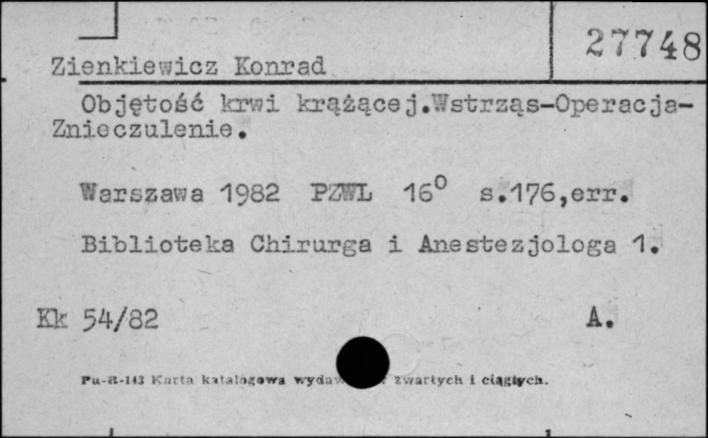 27748
Zienkiewicz Konrad
Objętość krwi krążącej.Wstrząs-Operacja-
Znieczulenie.
Warszawa 1982 PZWL 16° s.176,err.
Biblioteka Chirurga i Anestezjologa 1.
Kk 54/82 A.
Pu-B-143 Karta katalogowa zwartych i ciągłych.